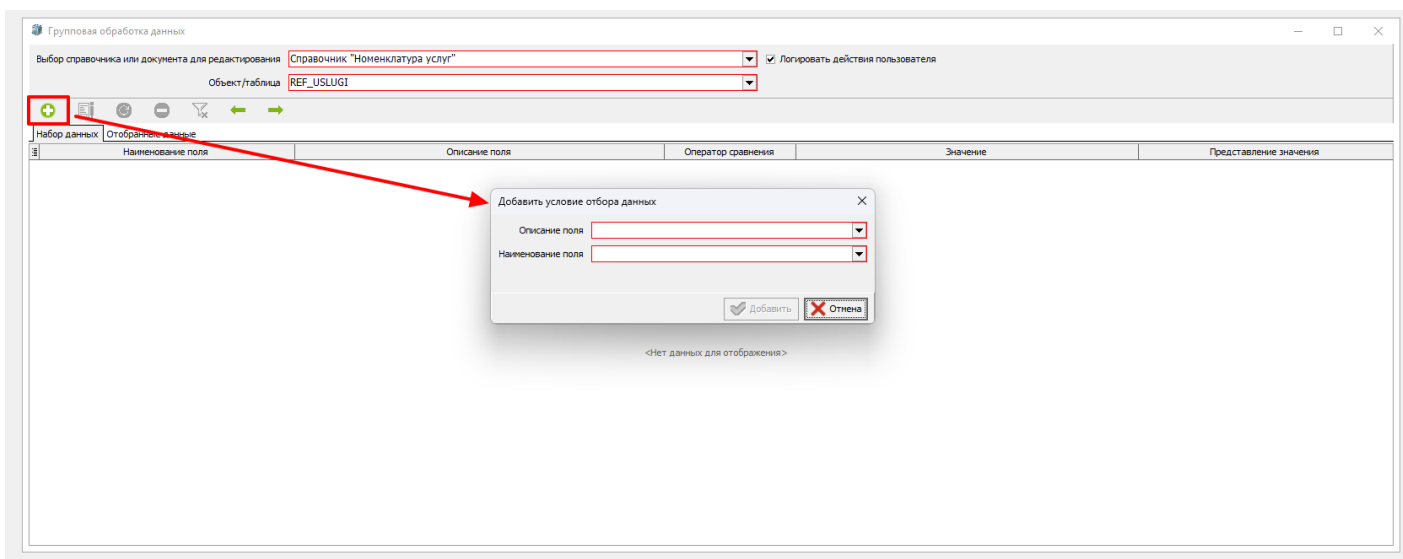 Групповая обработка данных
Выбор справочника или документа для редактирования Справочник "Номенклатура услуг" Логировать действия пользователя
Объект/таблица REF_USLUGI
Набор данных Отобранные данные
Наименование поля Описание поля Оператор сравнения Значение Представление значения
Добавить условие отбора данных
Описание поля
Наименование поля
Добавить Отмена
<Нет данных для отображения>